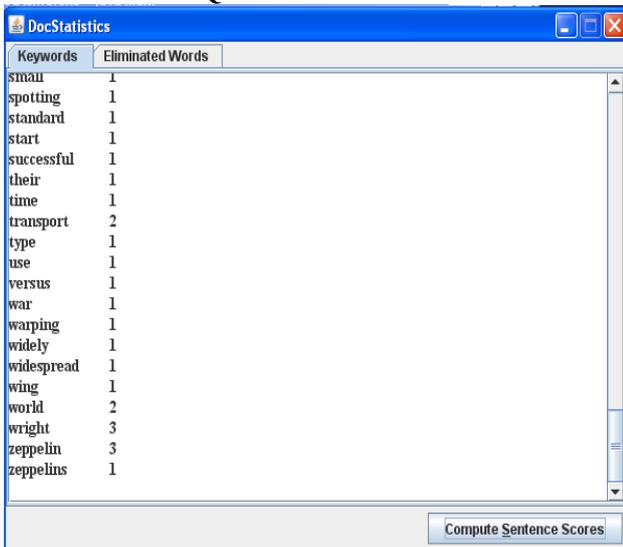 DocStatistics
Keywords Eliminated Words
small 1
spotting 1
standard 1
start 1
successful 1
their 1
time 1
transport 2
type 1
use 1
versus 1
war 1
warping 1
widely 1
widespread 1
wing 1
world 2
wright 3
zeppelin 3
zeppelins 1
Compute Sentence Scores